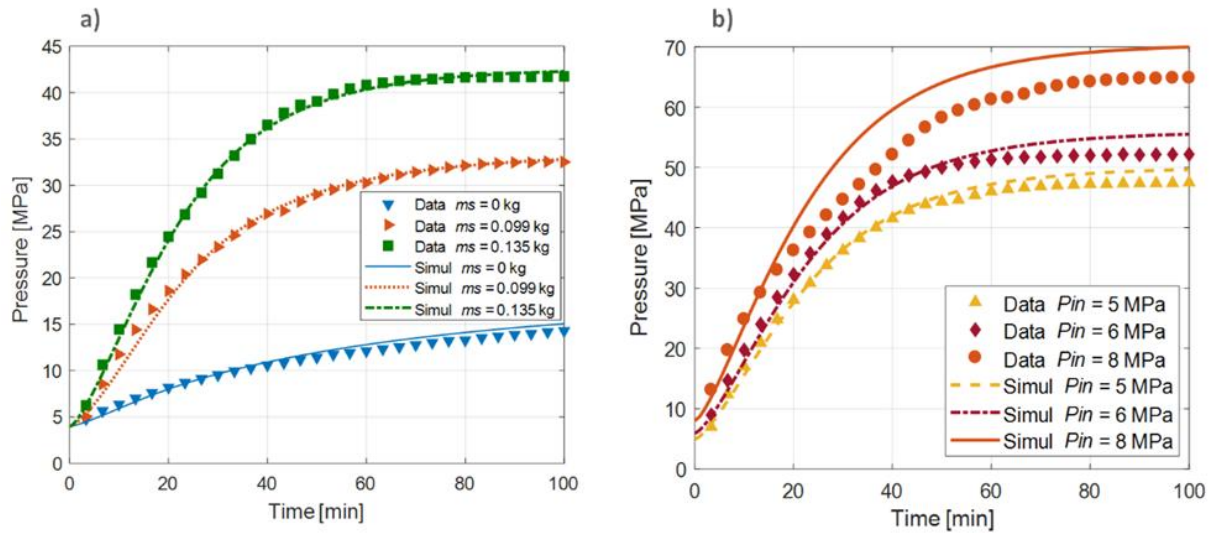 a)
45
40
35
30
25
20
15
10
5
0
Pressure [MPa]
0 20 40 60 80 100
Time [min]
Data ms = 0 kg
Data ms = 0.099 kg
Data ms = 0.135 kg
Simul ms = 0 kg
Simul ms = 0.099 kg
Simul ms = 0.135 kg
b)
70
60
50
40
30
20
10
0
Pressure [MPa]
0 20 40 60 80 100
Time [min]
Data Pin = 5 MPa
Data Pin = 6 MPa
Data Pin = 8 MPa
Simul Pin = 5 MPa
Simul Pin = 6 MPa
Simul Pin = 8 MPa